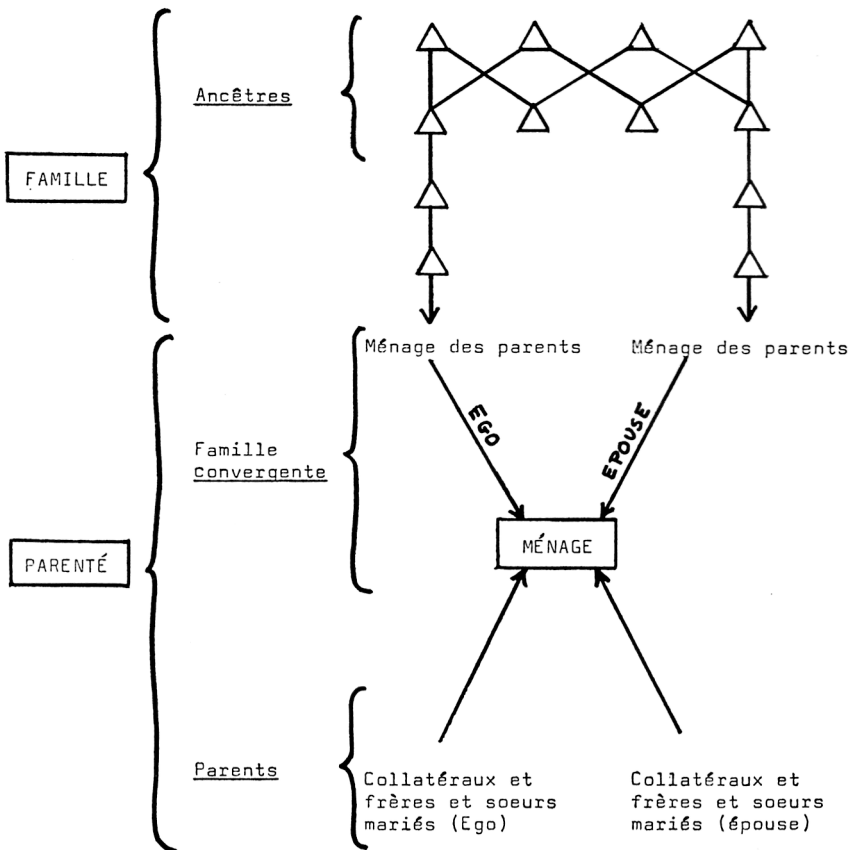 Ancêtres
FAMILLE
Ménage des parents
Ménage des parents
EGO
EPOUSE
Famille
convergente
MÉNAGE
PARENTÉ
Parents
Collatéraux et
frères et soeurs
mariés (Ego)
Collatéraux et
frères et soeurs
mariés (épouse)